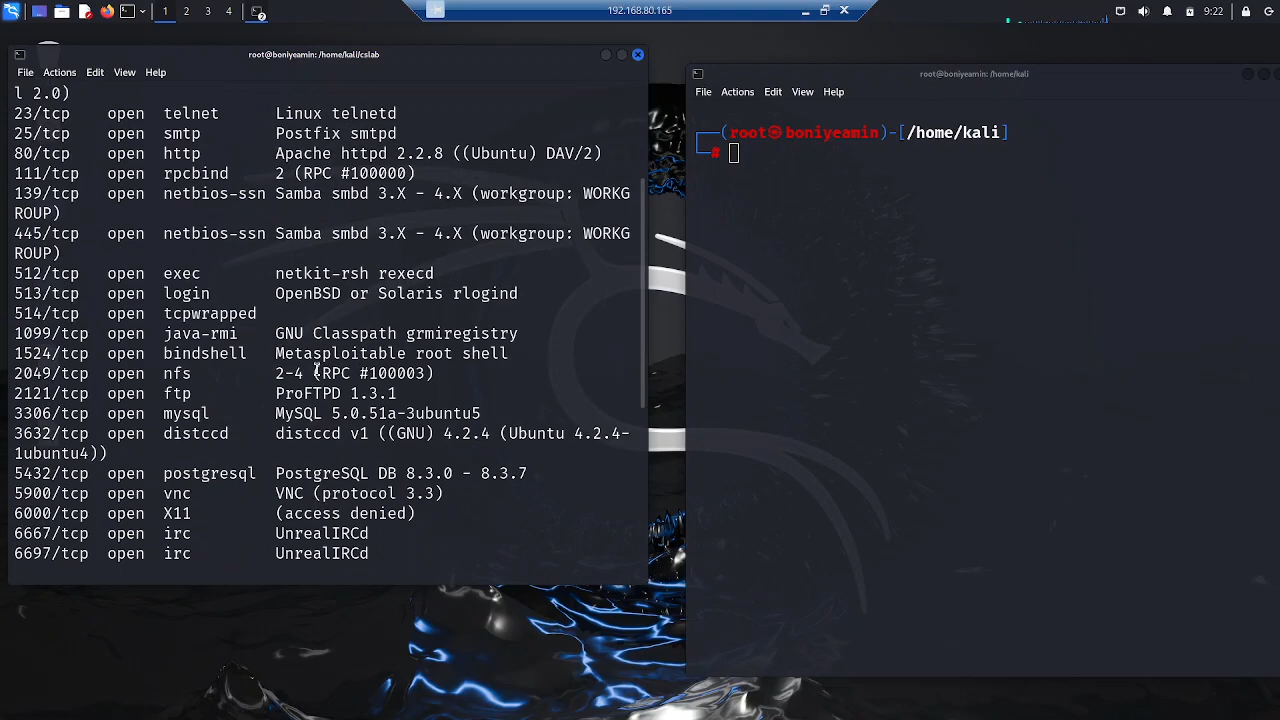 1 2 3 4
192.168.80.165
9:22
root@boniyeamin: /home/kali/cslab
File Actions Edit View Help
l 2.0)
23/tcp open telnet Linux telnetd
25/tcp open smtp Postfix smtpd
80/tcp open http Apache httpd 2.2.8 ((Ubuntu) DAV/2)
111/tcp open rpcbind 2 (RPC #100000)
139/tcp open netbios-ssn Samba smbd 3.X - 4.X (workgroup: WORKG
ROUP)
445/tcp open netbios-ssn Samba smbd 3.X - 4.X (workgroup: WORKG
ROUP)
512/tcp open exec netkit-rsh rexecd
513/tcp open login OpenBSD or Solaris rlogind
514/tcp open tcpwrapped
1099/tcp open java-rmi GNU Classpath grmiregistry
1524/tcp open bindshell Metasploitable root shell
2049/tcp open nfs 2-4 (RPC #100003)
2121/tcp open ftp ProFTPD 1.3.1
3306/tcp open mysql MySQL 5.0.51a-3ubuntu5
3632/tcp open distccd distccd v1 ((GNU) 4.2.4 (Ubuntu 4.2.4-
1ubuntu4))
5432/tcp open postgresql PostgreSQL DB 8.3.0 - 8.3.7
5900/tcp open vnc VNC (protocol 3.3)
6000/tcp open X11 (access denied)
6667/tcp open irc UnrealIRCd
6697/tcp open irc UnrealIRCd
root@boniyeamin: /home/kali
File Actions Edit View Help
┌──(root㉿boniyeamin)-[/home/kali]
└─#